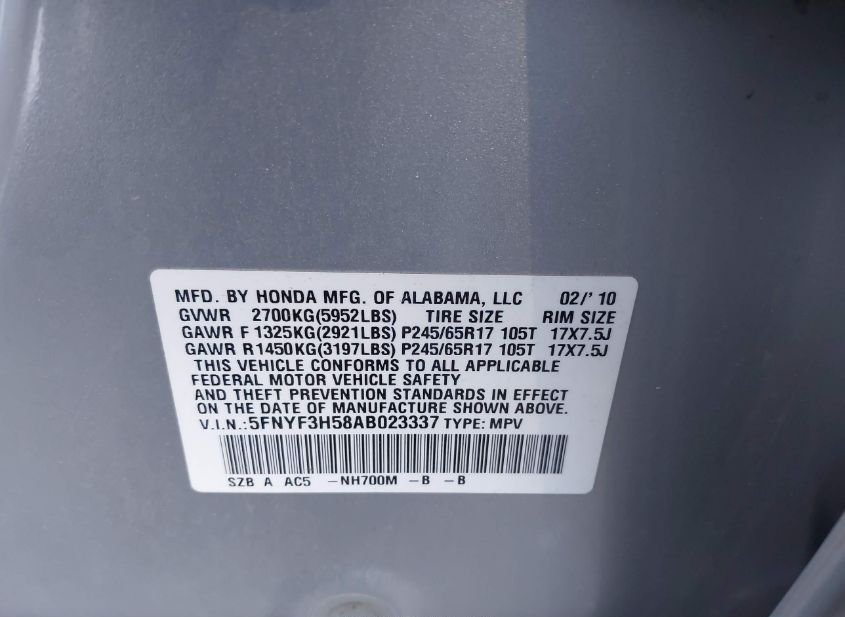 MFD. BY HONDA MFG. OF ALABAMA, LLC 02/' 10
GVWR 2700KG(5952LBS) TIRE SIZE RIM SIZE
GAWR F 1325KG(2921LBS) P245/65R17 105T 17X7.5J
GAWR R1450KG(3197LBS) P245/65R17 105T 17X7.5J
THIS VEHICLE CONFORMS TO ALL APPLICABLE
FEDERAL MOTOR VEHICLE SAFETY
AND THEFT PREVENTION STANDARDS IN EFFECT
ON THE DATE OF MANUFACTURE SHOWN ABOVE.
V.I.N.:5FNYF3H58AB023337 TYPE: MPV
SZB A AC5 -NH700M -B -B